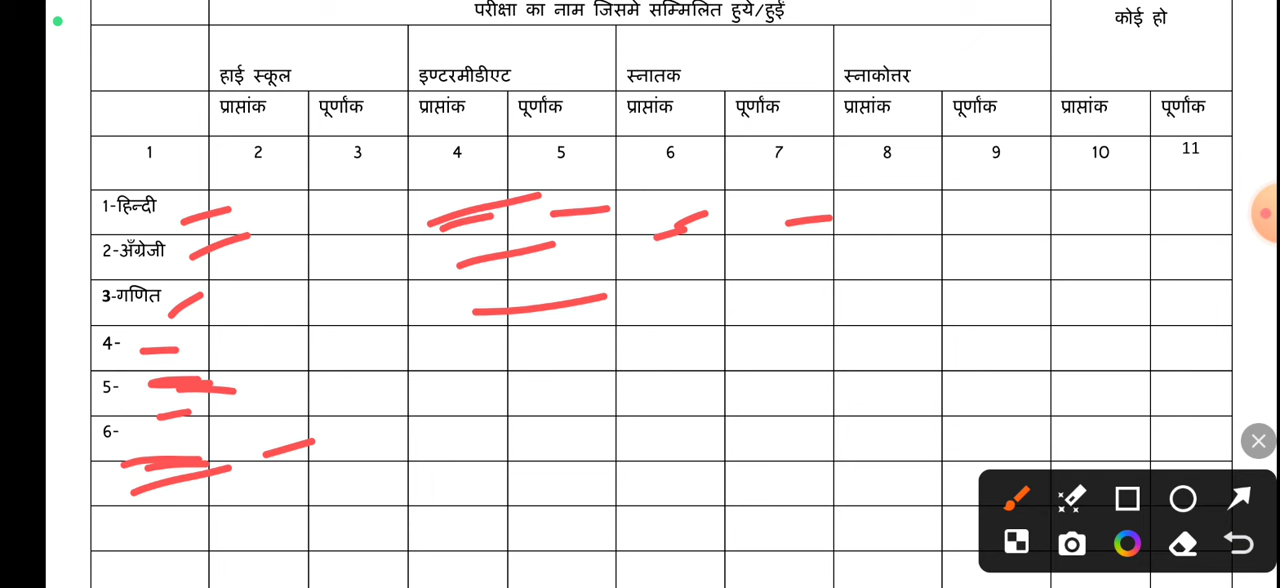 परीक्षा का नाम जिसमे सम्मिलित हुये/हुईं
कोई हो
हाई स्कूल इण्टरमीडीएट स्नातक स्नाकोत्तर
प्राप्तांक पूर्णांक प्राप्तांक पूर्णांक प्राप्तांक पूर्णांक प्राप्तांक पूर्णांक प्राप्तांक पूर्णांक
1 2 3 4 5 6 7 8 9 10 11
1-हिन्दी
2-अँग्रेजी
3-गणित
4-
5-
6-